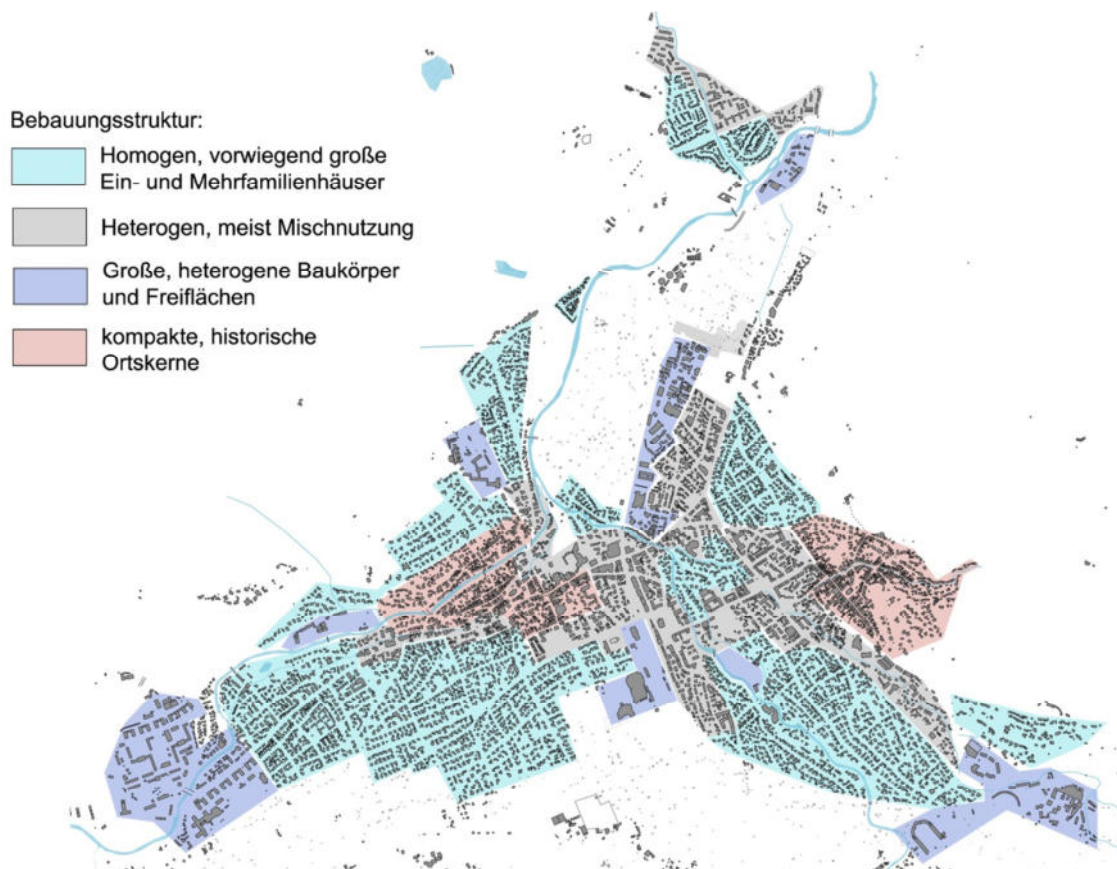 Bebauungsstruktur:
Homogen, vorwiegend große
Ein- und Mehrfamilienhäuser
Heterogen, meist Mischnutzung
Große, heterogene Baukörper
und Freiflächen
kompakte, historische
Ortskerne